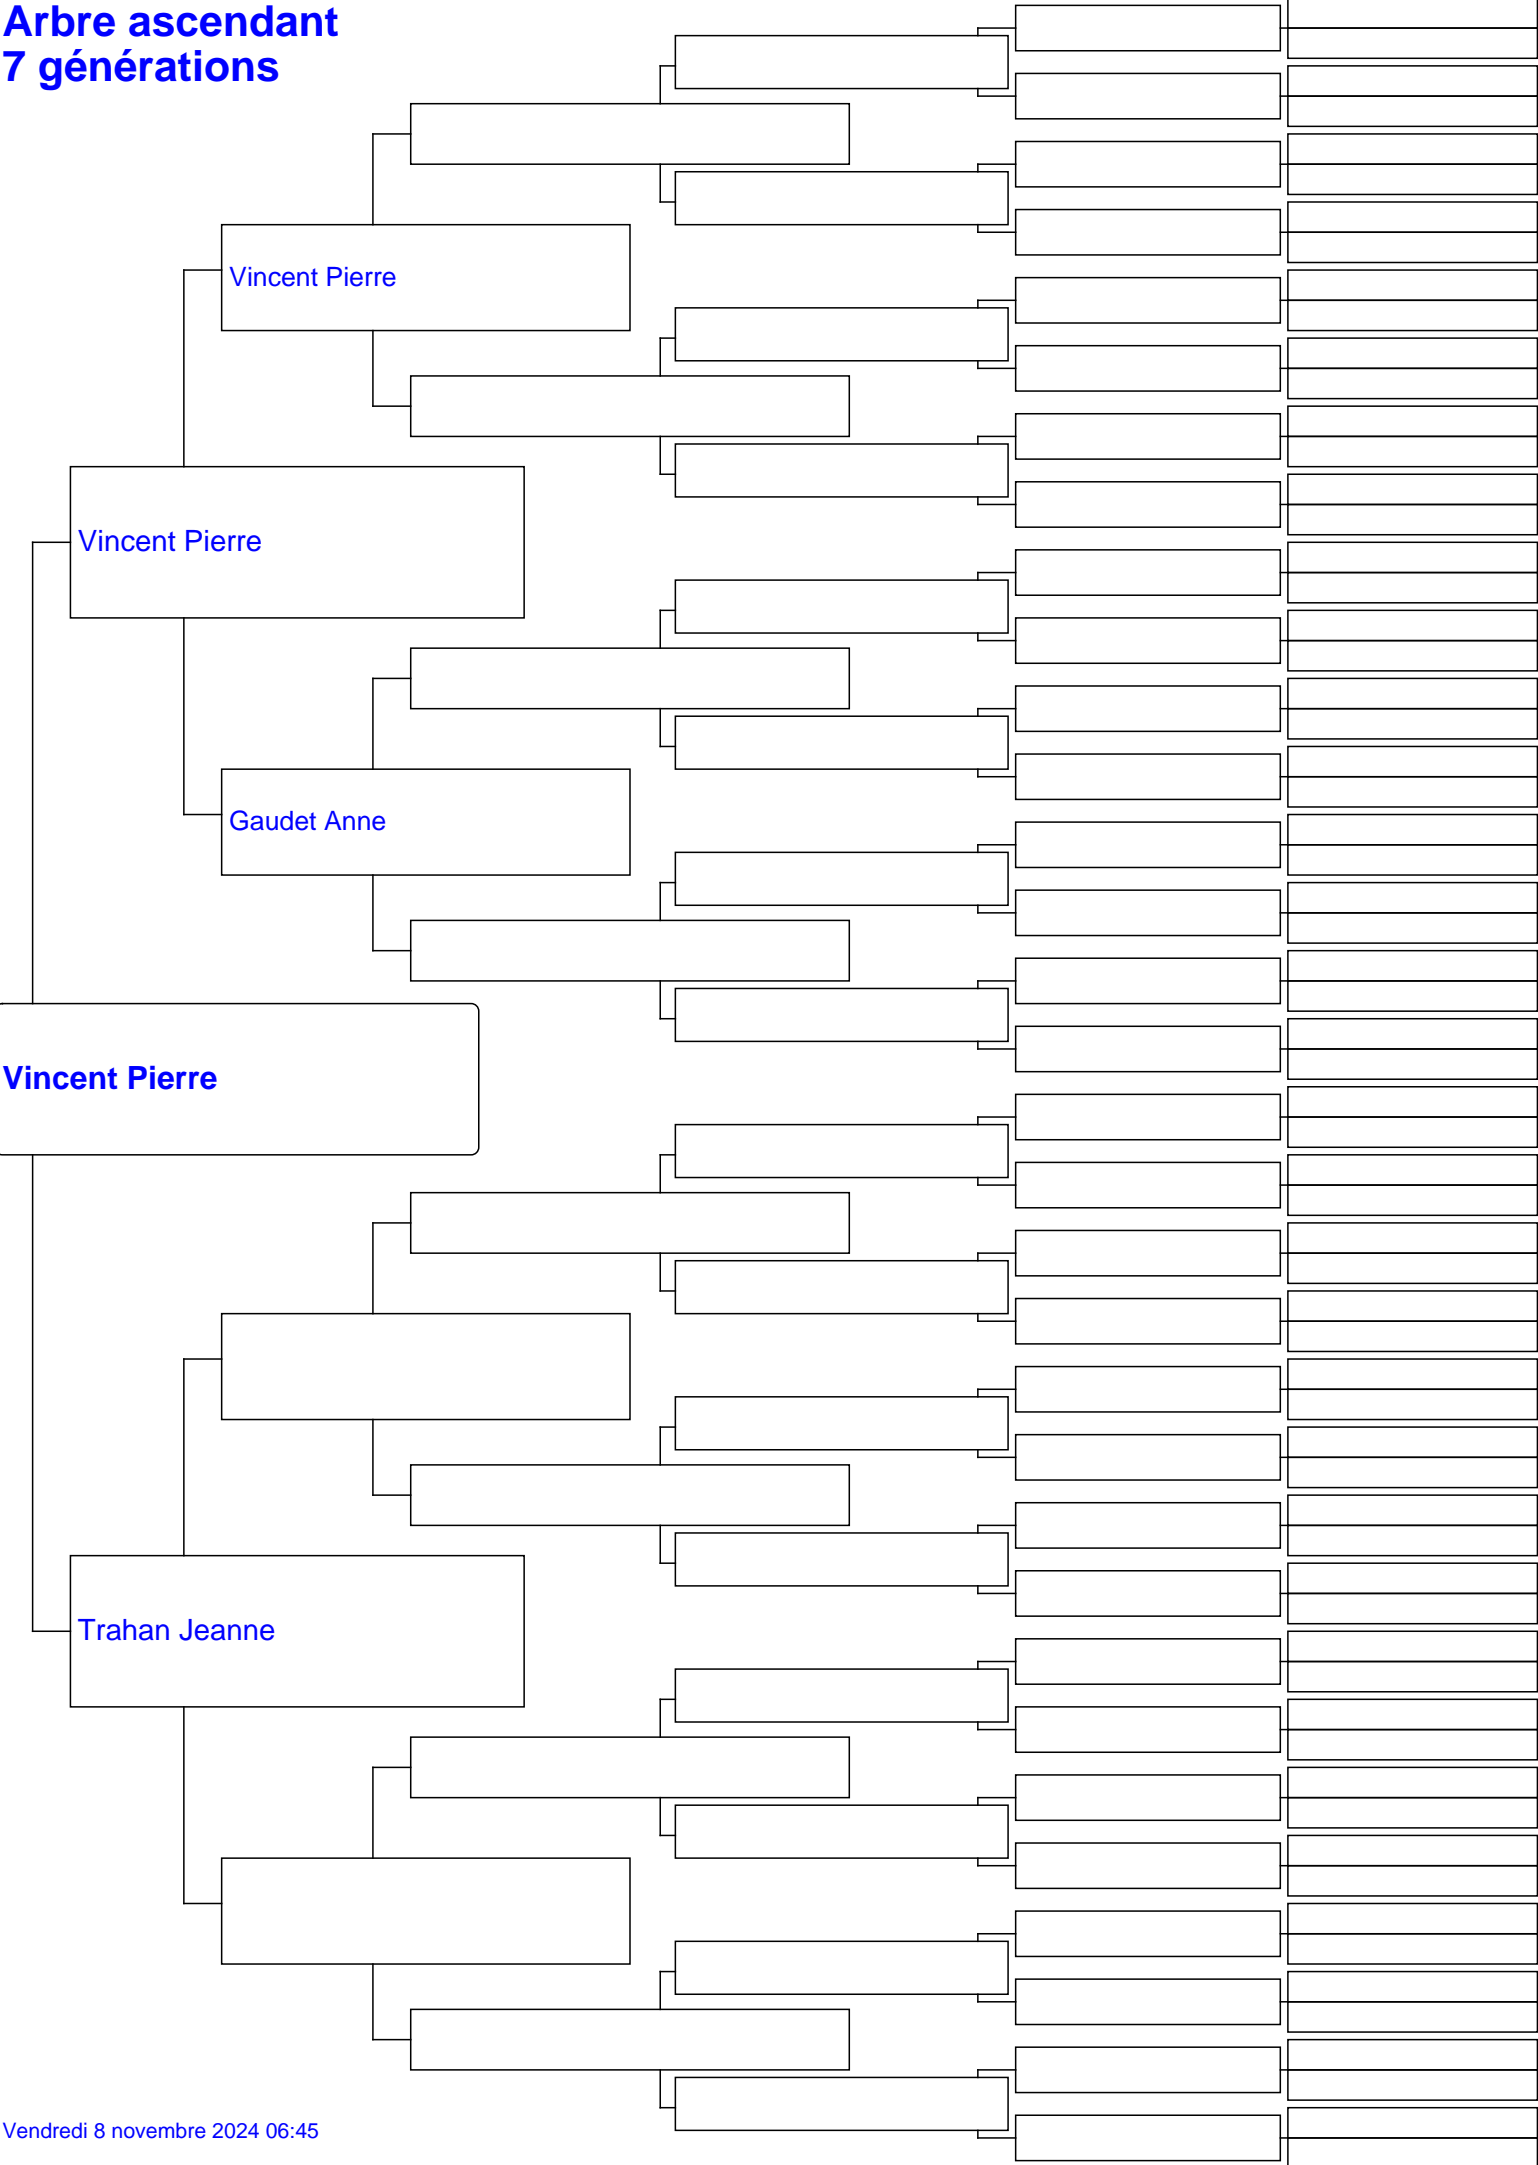 Arbre ascendant
7 générations
Vincent Pierre
Vincent Pierre
Gaudet Anne
Vincent Pierre
Trahan Jeanne
Vendredi 8 novembre 2024 06:45